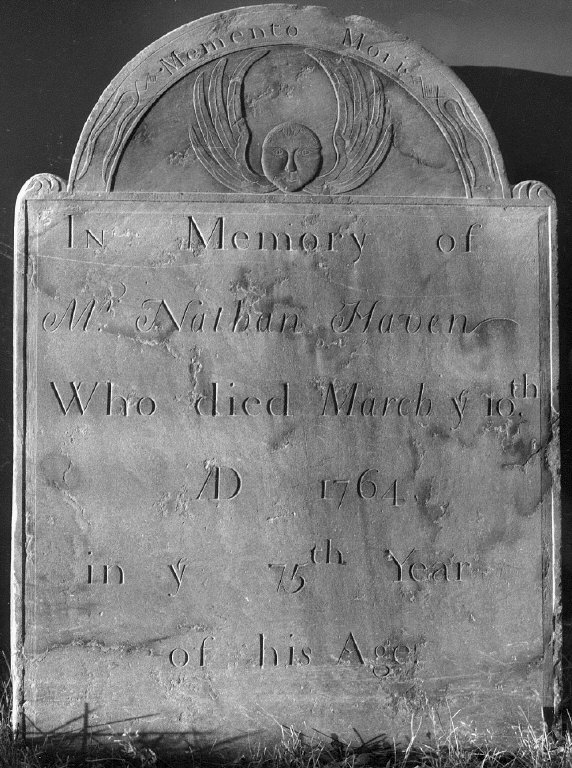 Memento Mori
In Memory of
Mr Nathan Haven
Who died March ye 10th
AD 1764
in ye 75th Year
of his Age.